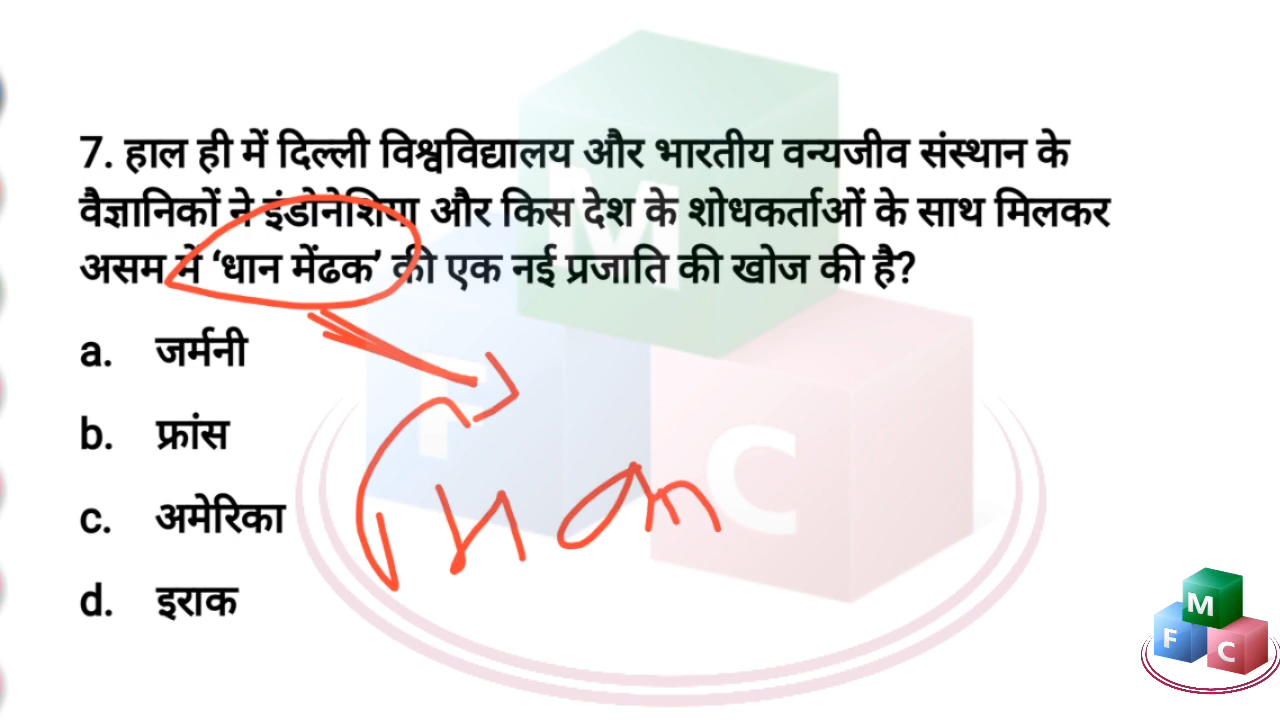 7. हाल ही में दिल्ली विश्वविद्यालय और भारतीय वन्यजीव संस्थान के
वैज्ञानिकों ने इंडोनेशिया और किस देश के शोधकर्ताओं के साथ मिलकर
असम में ‘धान मेंढक’ की एक नई प्रजाति की खोज की है?
a. जर्मनी
b. फ्रांस
c. अमेरिका
d. इराक
M
F C
M
F C